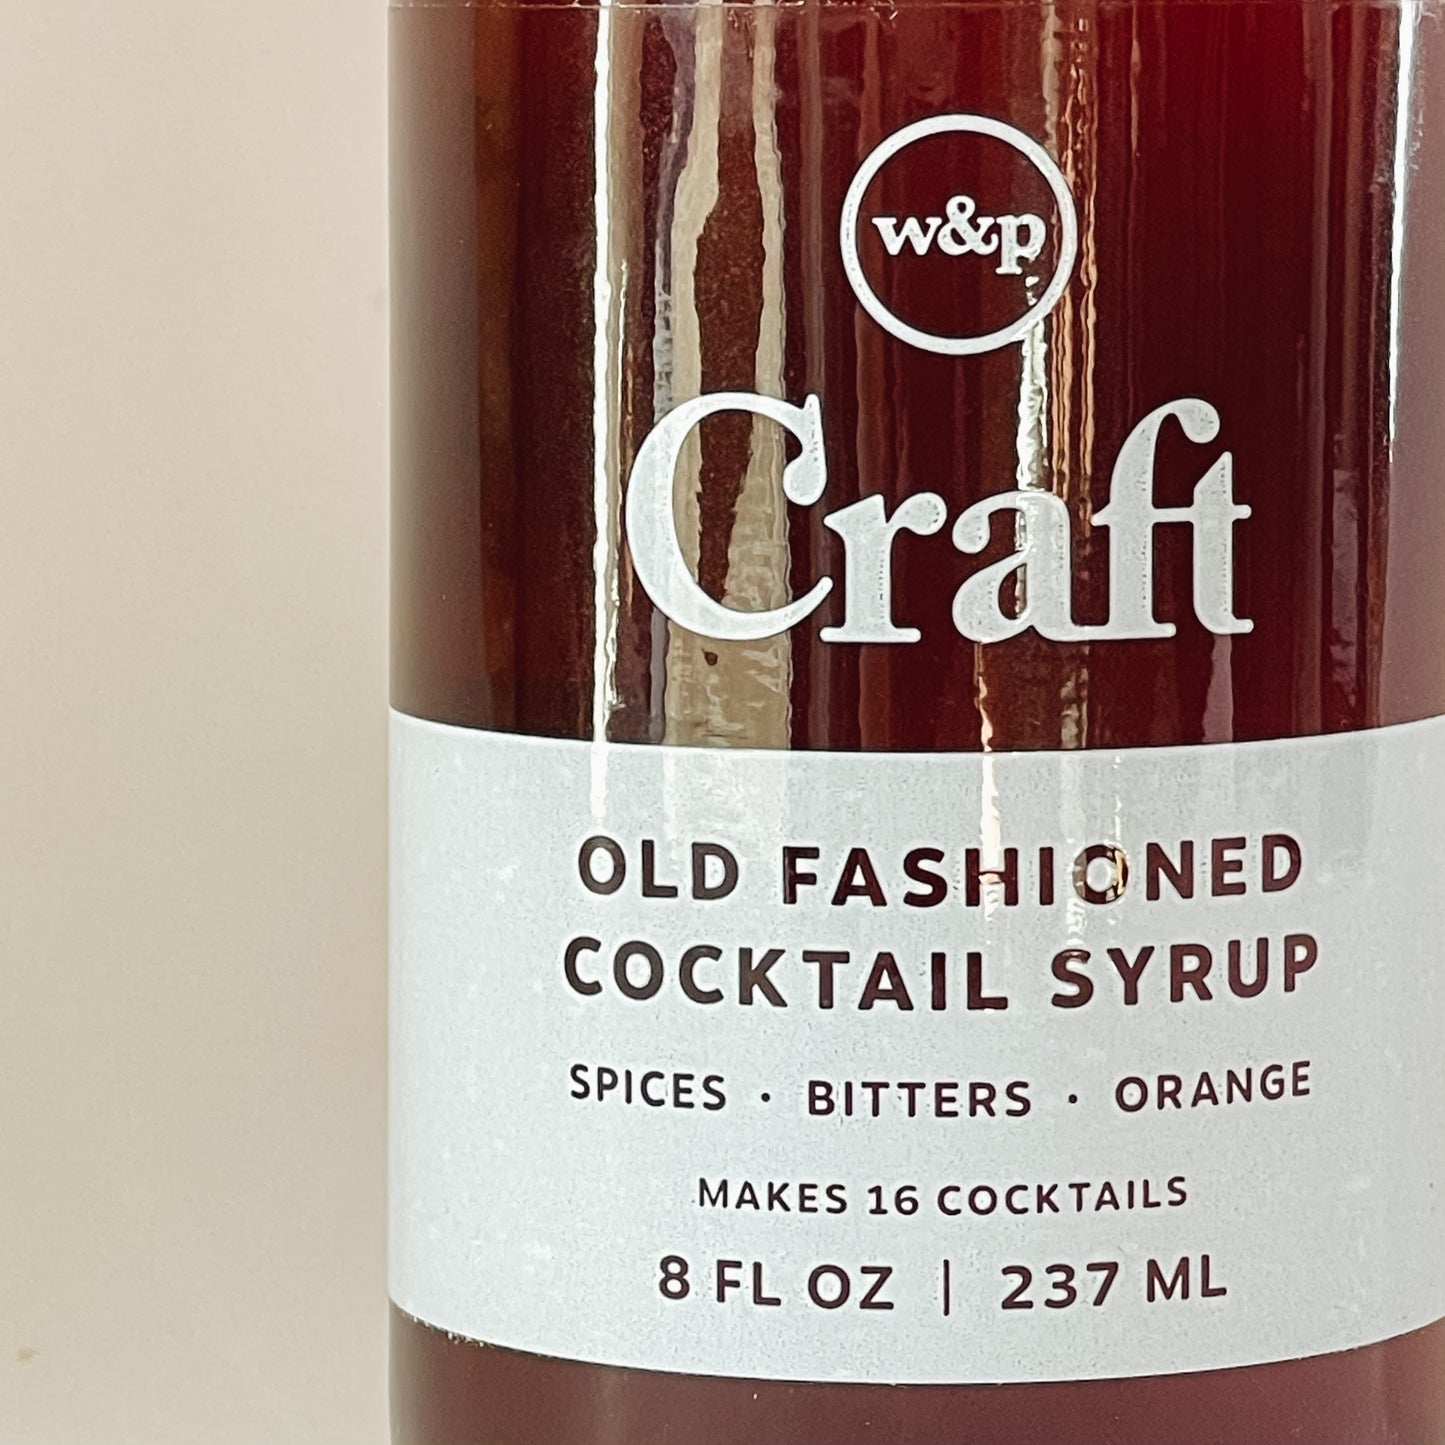 w&p
Craft
OLD FASHIONED
COCKTAIL SYRUP
SPICES · BITTERS · ORANGE
MAKES 16 COCKTAILS
8 FL OZ | 237 ML